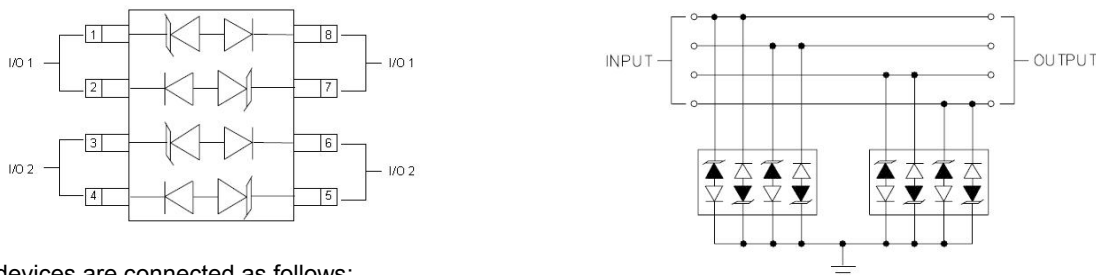 1
8
I/O 1
I/O 1
2
7
3
6
I/O 2
I/O 2
4
5
INPUT
OUTPUT
devices are connected as follows: